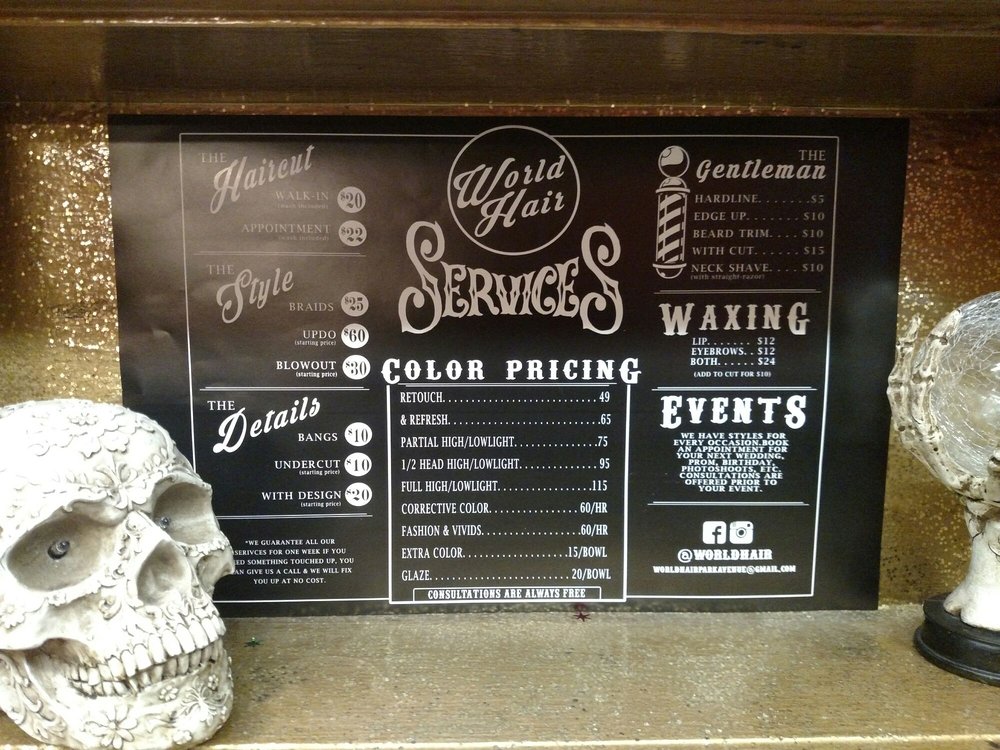 THE
Haircut
WALK-IN $20
(wash included)
APPOINTMENT $22
(wash included)
THE
Style
BRAIDS $25
UPDO $60
(starting price)
BLOWOUT $30
(starting price)
THE
Details
BANGS $10
UNDERCUT $10
(starting price)
WITH DESIGN $20
(starting price)
*WE GUARANTEE ALL OUR
SERIVCES FOR ONE WEEK IF YOU
SOMETHING TOUCHED UP, YOU
GIVE US A CALL & WE WILL FIX
YOU UP AT NO COST.
World
Hair
SERVICES
COLOR PRICING
RETOUCH. . . . . . . . . . . . . . . . . . . . . . . . . . 49
& REFRESH. . . . . . . . . . . . . . . . . . . . . . . . .65
PARTIAL HIGH/LOWLIGHT. . . . . . . . . . . . . .75
1/2 HEAD HIGH/LOWLIGHT. . . . . . . . . . . . . 95
FULL HIGH/LOWLIGHT. . . . . . . . . . . . . . . .115
CORRECTIVE COLOR. . . . . . . . . . . . . . . 60/HR
FASHION & VIVIDS. . . . . . . . . . . . . . . .60/HR
EXTRA COLOR. . . . . . . . . . . . . . . . .15/BOWL
GLAZE. . . . . . . . . . . . . . . . . . . . . . .20/BOWL
CONSULTATIONS ARE ALWAYS FREE
THE
Gentleman
HARDLINE. . . . . . .$5
EDGE UP. . . . . . . $10
BEARD TRIM. . . . $10
WITH CUT. . . . . . $15
NECK SHAVE. . . . $10
(with straight-razor)
WAXING
LIP. . . . . . . $12
EYEBROWS. . $12
BOTH. . . . . . $24
(ADD TO CUT FOR $10)
EVENTS
WE HAVE STYLES FOR
EVERY OCCASION.BOOK
AN APPOINTMENT FOR
YOUR NEXT WEDDING,
PROM, BIRTHDAY,
PHOTOSHOOTS, ETC.
CONSULTATIONS ARE
OFFERED PRIOR TO
YOUR EVENT.
@WORLDHAIR
WORLDHAIRPARKAVENUE@GMAIL.COM